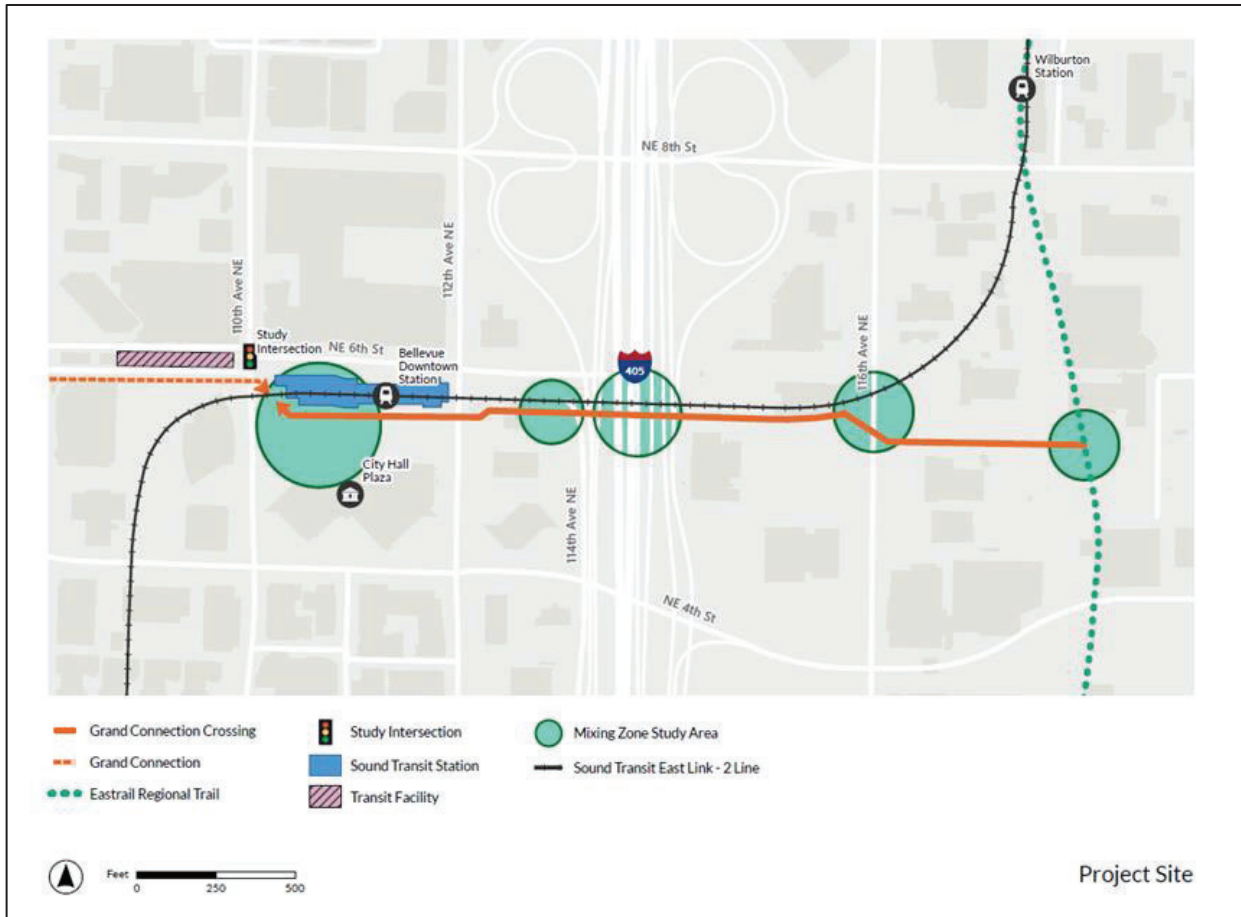 Wilburton
Station
NE 8th St
110th Ave NE
112th Ave NE
Study
Intersection
NE 6th St
Bellevue
Downtown
Station
405
116th Ave NE
City Hall
Plaza
114th Ave NE
NE 4th St
Grand Connection Crossing
Study Intersection
Mixing Zone Study Area
Grand Connection
Sound Transit Station
Sound Transit East Link - 2 Line
Eastrail Regional Trail
Transit Facility
Feet
0 250 500
Project Site